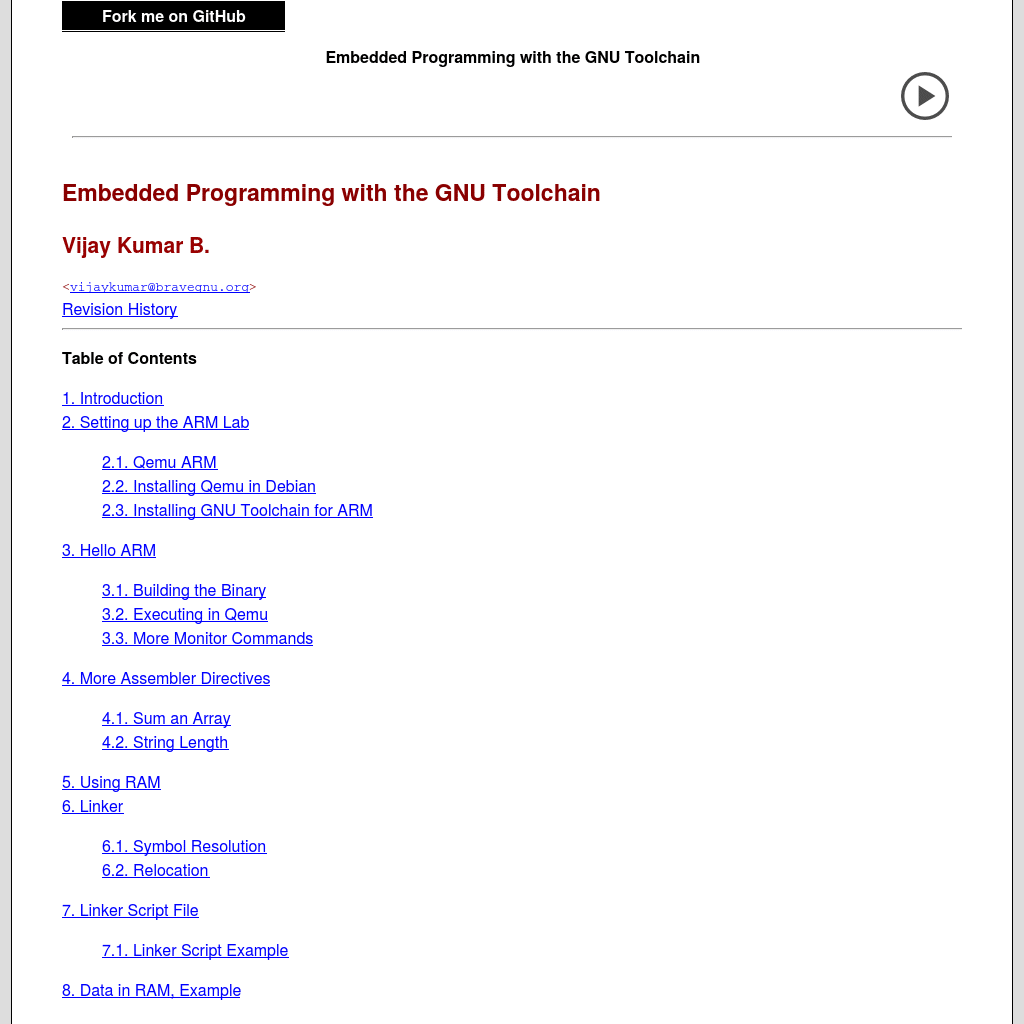 Fork me on GitHub
Embedded Programming with the GNU Toolchain
Embedded Programming with the GNU Toolchain
Vijay Kumar B.
<vijaykumar@bravegnu.org>
Revision History
Table of Contents
1. Introduction
2. Setting up the ARM Lab
2.1. Qemu ARM
2.2. Installing Qemu in Debian
2.3. Installing GNU Toolchain for ARM
3. Hello ARM
3.1. Building the Binary
3.2. Executing in Qemu
3.3. More Monitor Commands
4. More Assembler Directives
4.1. Sum an Array
4.2. String Length
5. Using RAM
6. Linker
6.1. Symbol Resolution
6.2. Relocation
7. Linker Script File
7.1. Linker Script Example
8. Data in RAM, Example